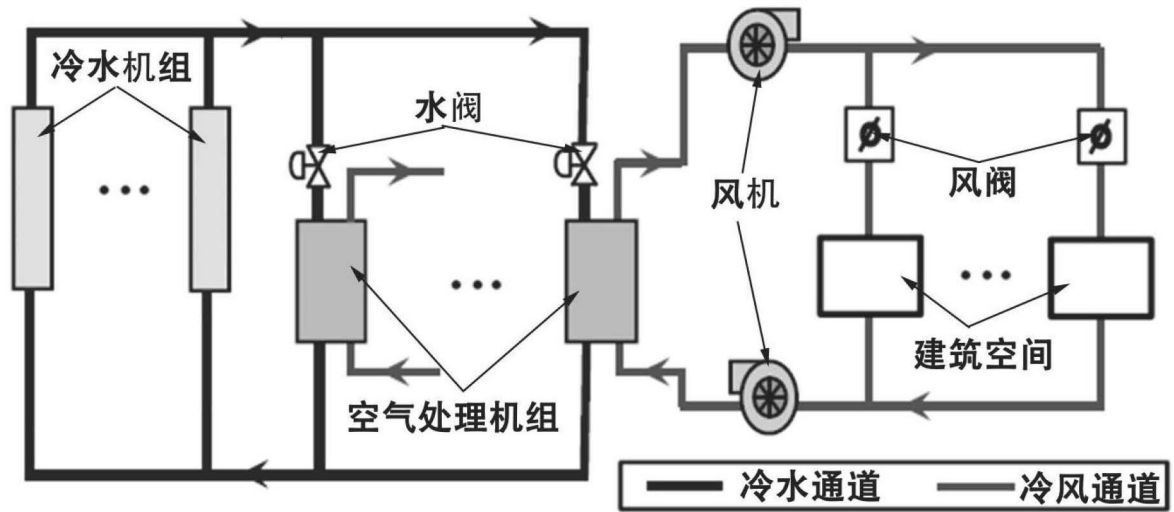 冷水机组
水阀
风机
风阀
建筑空间
空气处理机组
冷水通道
冷风通道